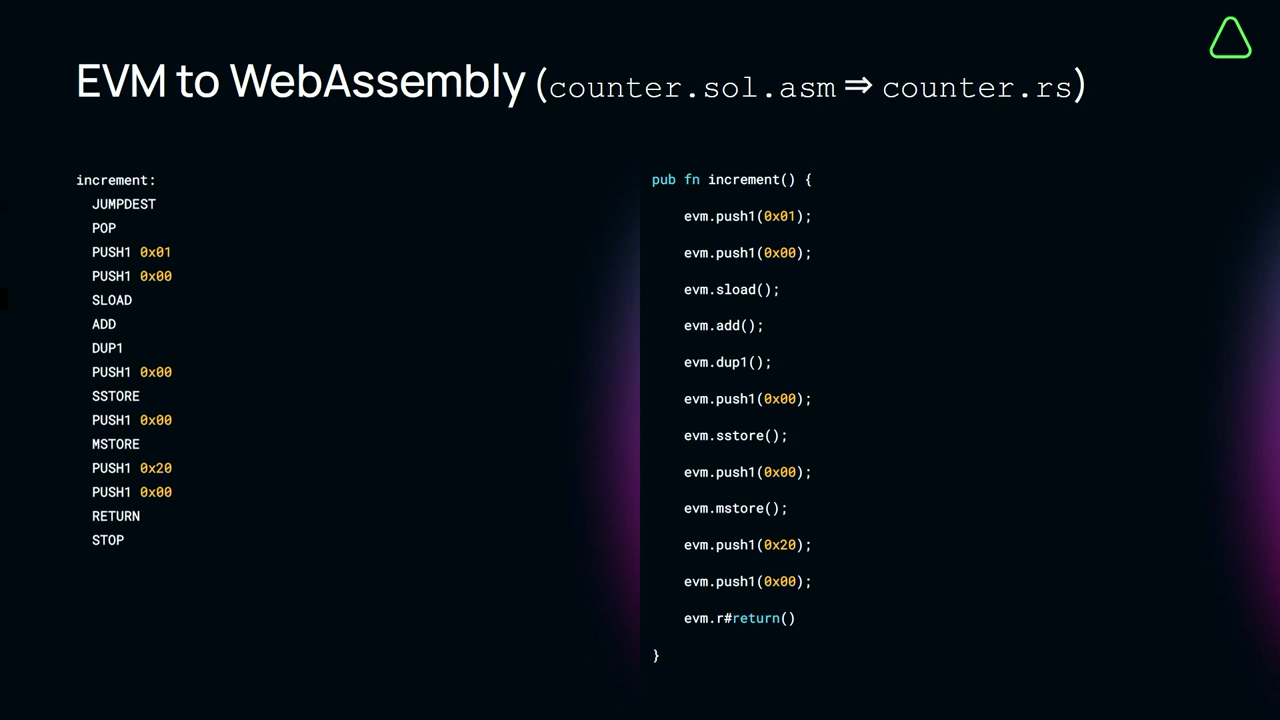 EVM to WebAssembly (counter.sol.asm ⇒ counter.rs)
increment:
JUMPDEST
POP
PUSH1 0x01
PUSH1 0x00
SLOAD
ADD
DUP1
PUSH1 0x00
SSTORE
PUSH1 0x00
MSTORE
PUSH1 0x20
PUSH1 0x00
RETURN
STOP
pub fn increment() {
evm.push1(0x01);
evm.push1(0x00);
evm.sload();
evm.add();
evm.dup1();
evm.push1(0x00);
evm.sstore();
evm.push1(0x00);
evm.mstore();
evm.push1(0x20);
evm.push1(0x00);
evm.r#return()
}